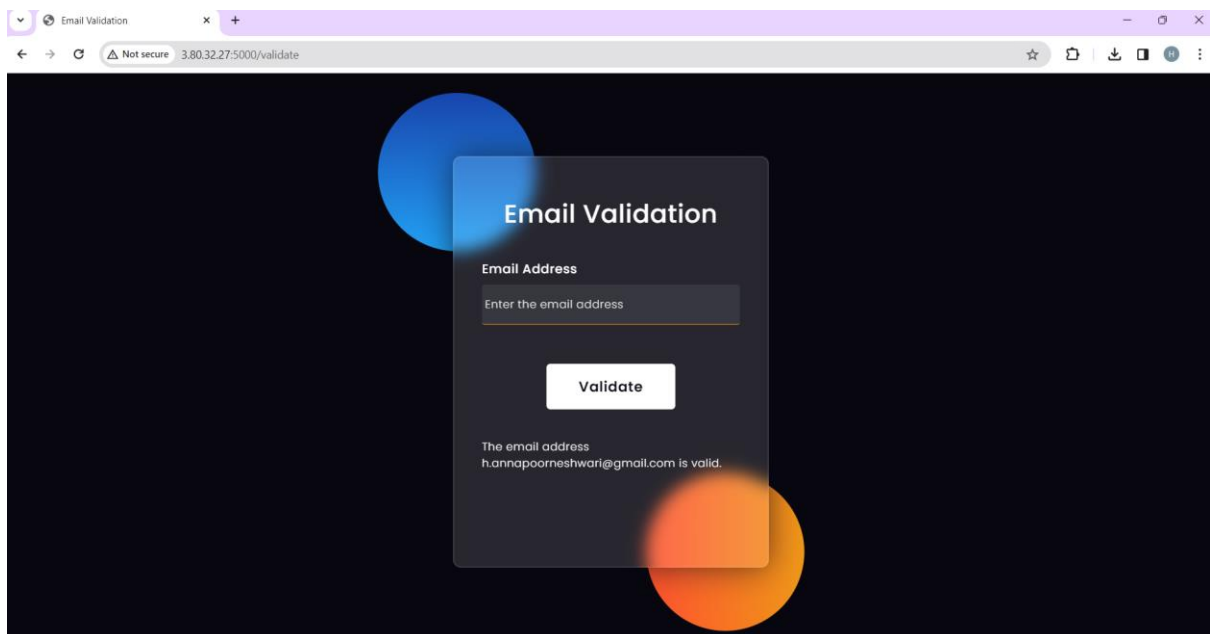 Email Validation
Not secure 3.80.32.27:5000/validate
H
Email Validation
Email Address
Enter the email address
Validate
The email address
h.annapoorneshwari@gmail.com is valid.